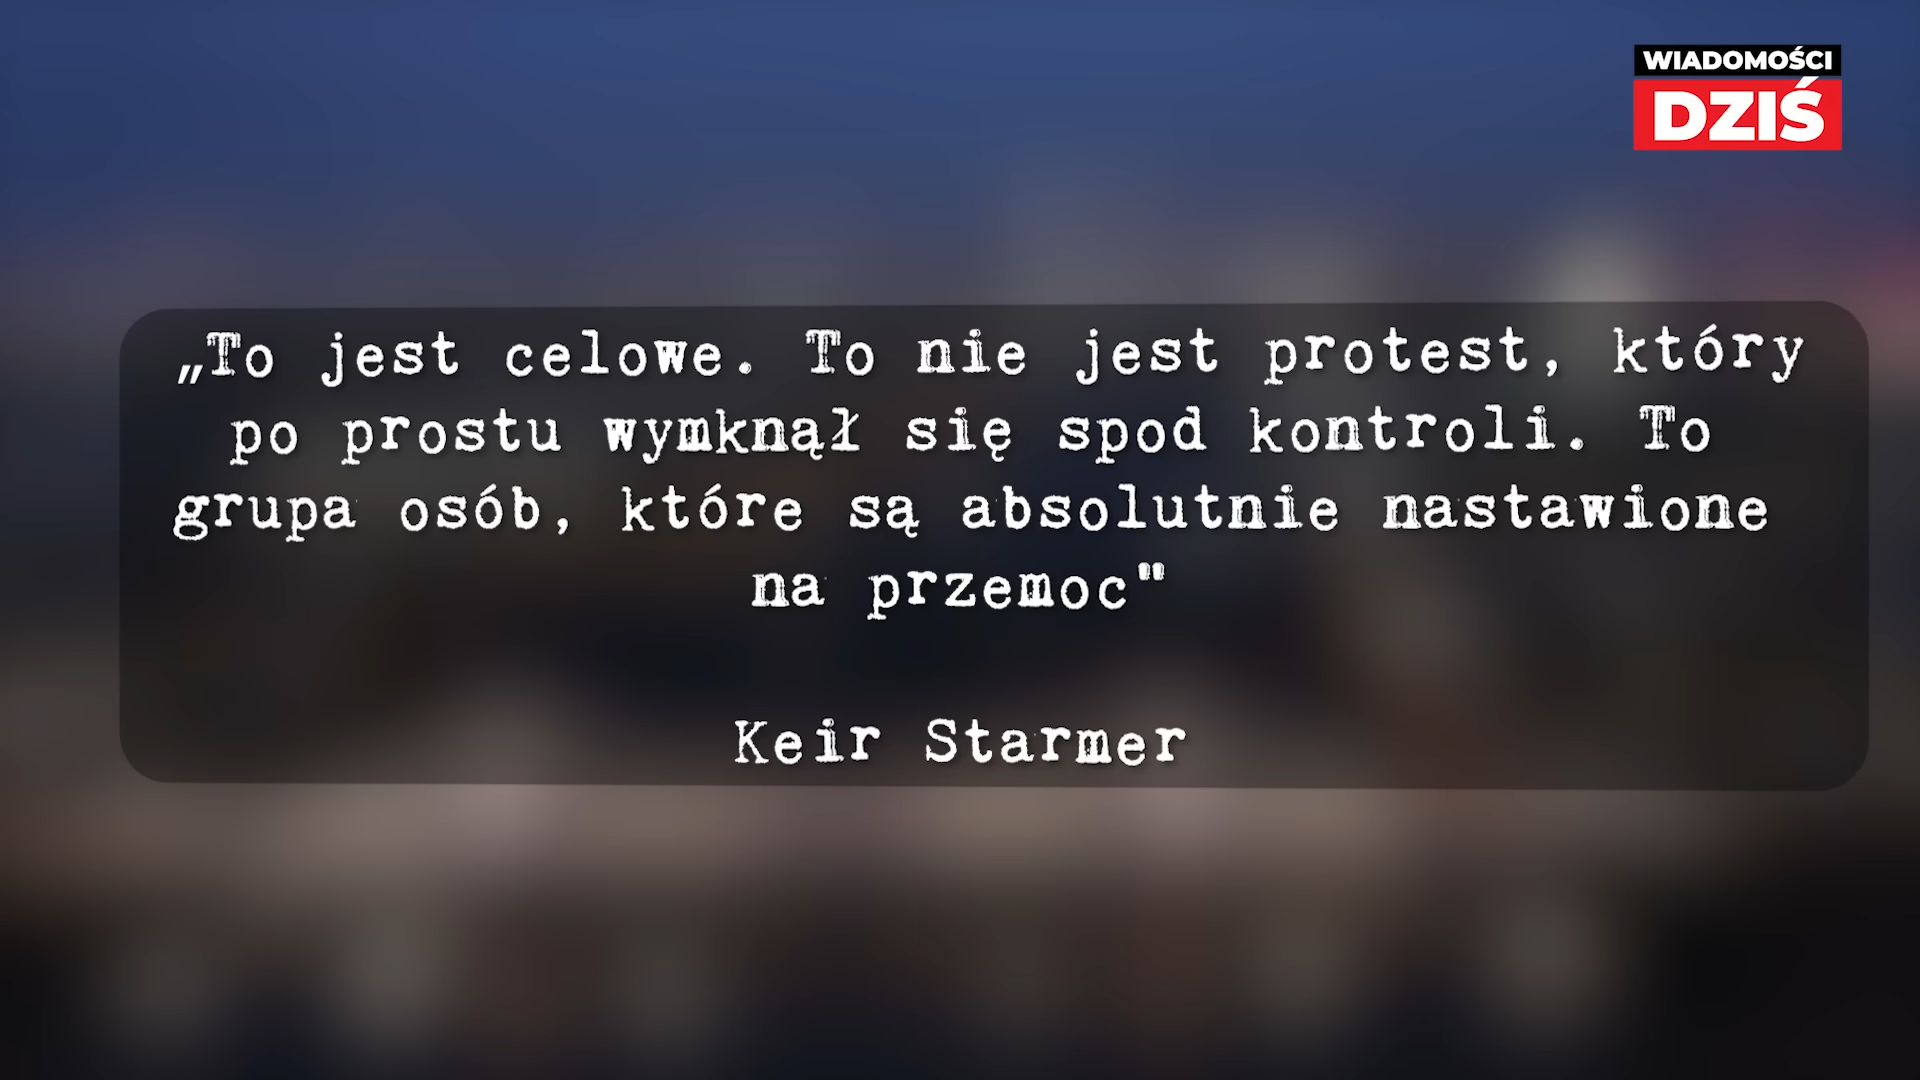 WIADOMOŚCI
DZIŚ
„To jest celowe. To nie jest protest, który
po prostu wymknął się spod kontroli. To
grupa osób, które są absolutnie nastawione
na przemoc"
Keir Starmer